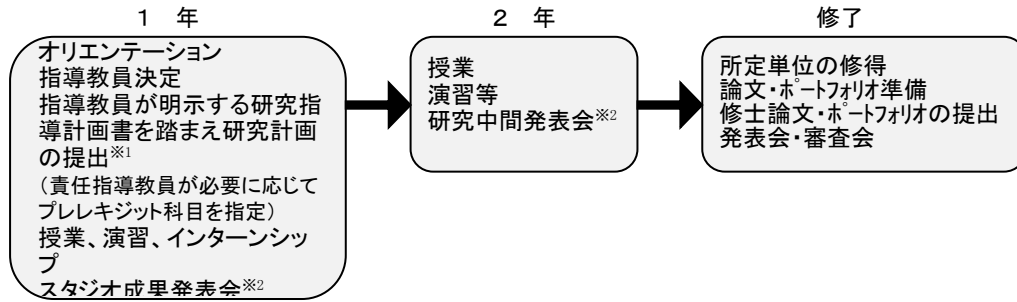 １　年
オリエンテーション
指導教員決定
指導教員が明示する研究指
導計画書を踏まえ研究計画
の提出※1
（責任指導教員が必要に応じて
プレレキジット科目を指定）
授業、演習、インターンシッ
プ
スタジオ成果発表会※2
２　年
授業
演習等
研究中間発表会※2
修了
所定単位の修得
論文・ポートフォリオ準備
修士論文・ポートフォリオの提出
発表会・審査会